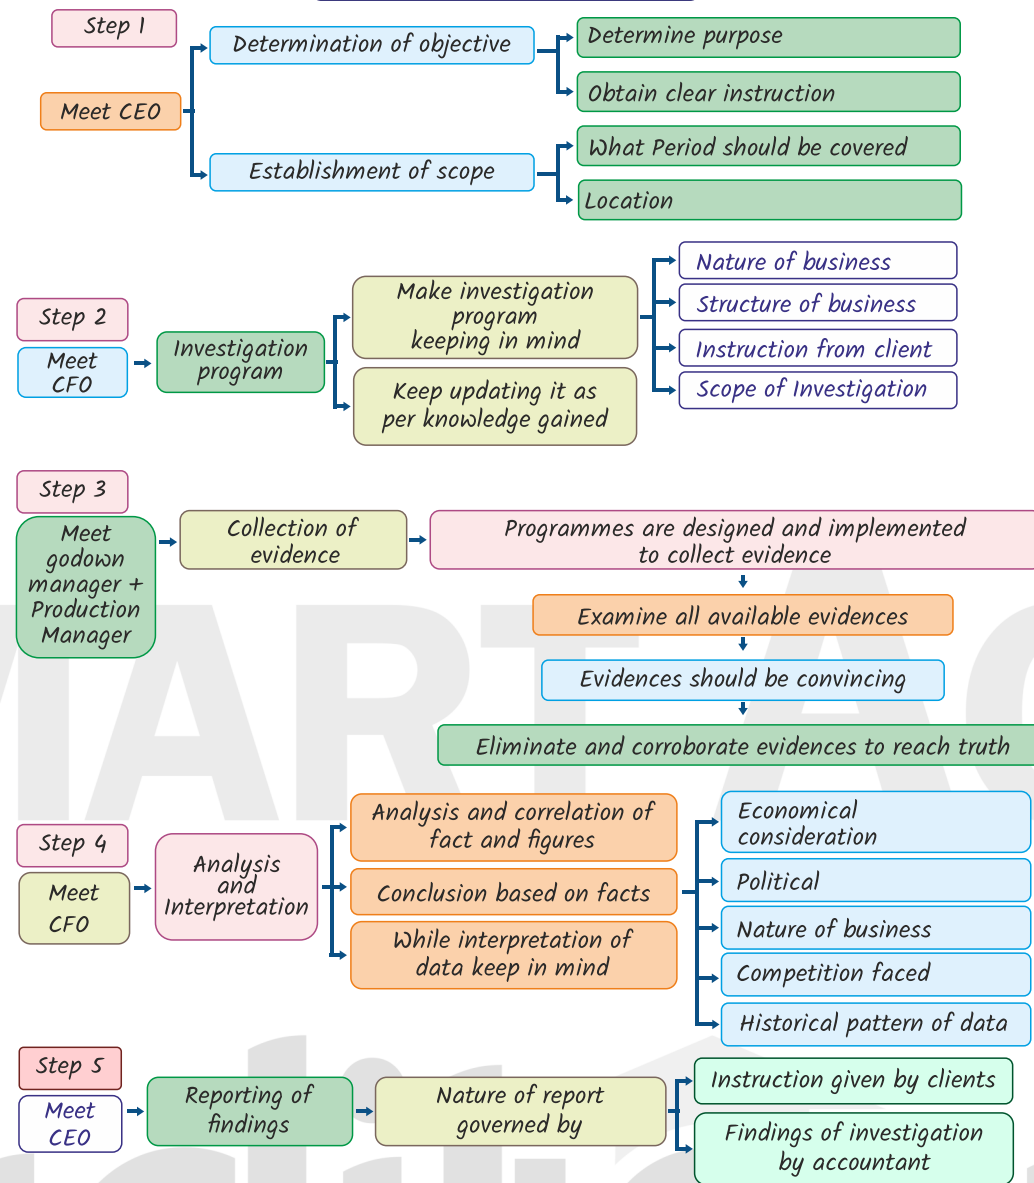 Step 1
Meet CEO
Determination of objective
Determine purpose
Obtain clear instruction
Establishment of scope
What Period should be covered
Location
Step 2
Meet
CFO
Investigation
program
Make investigation
program
keeping in mind
Nature of business
Structure of business
Instruction from client
Scope of Investigation
Keep updating it as
per knowledge gained
Step 3
Meet
godown
manager +
Production
Manager
Collection of
evidence
Programmes are designed and implemented
to collect evidence
Examine all available evidences
Evidences should be convincing
Eliminate and corroborate evidences to reach truth
Step 4
Meet
CFO
Analysis
and
Interpretation
Analysis and correlation of
fact and figures
Conclusion based on facts
While interpretation of
data keep in mind
Economical
consideration
Political
Nature of business
Competition faced
Historical pattern of data
Step 5
Meet
CEO
Reporting of
findings
Nature of report
governed by
Instruction given by clients
Findings of investigation
by accountant